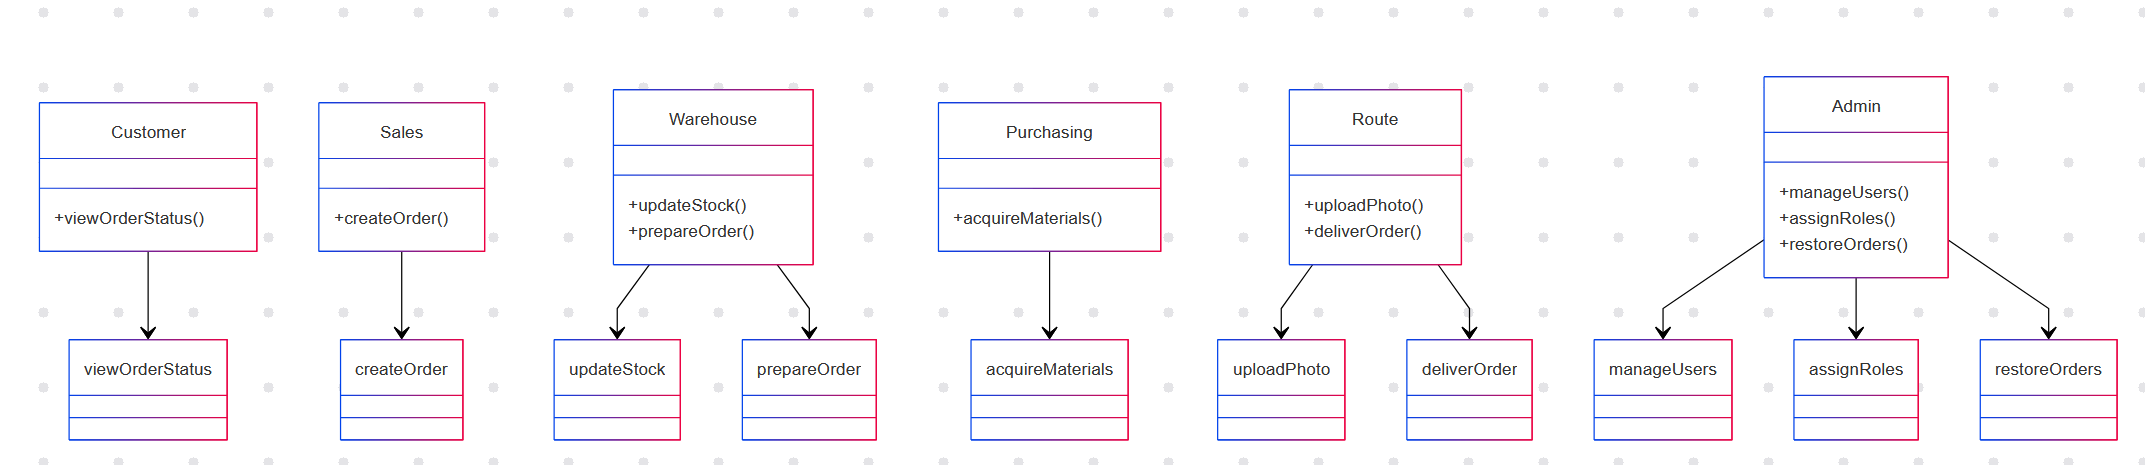 Customer
+viewOrderStatus()
Sales
+createOrder()
Warehouse
+updateStock()
+prepareOrder()
Purchasing
+acquireMaterials()
Route
+uploadPhoto()
+deliverOrder()
Admin
+manageUsers()
+assignRoles()
+restoreOrders()
viewOrderStatus
createOrder
updateStock
prepareOrder
acquireMaterials
uploadPhoto
deliverOrder
manageUsers
assignRoles
restoreOrders